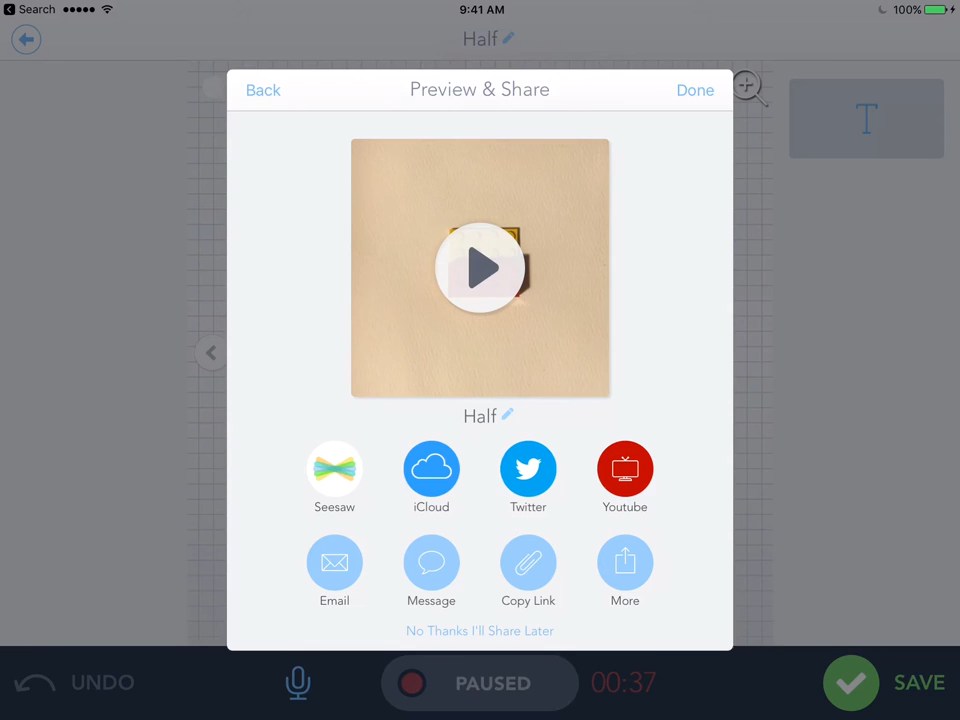 Search 9:41 AM 100%
Half
Back Preview & Share Done
T
Half
Seesaw iCloud Twitter Youtube
Email Message Copy Link More
No Thanks I'll Share Later
UNDO PAUSED 00:37 SAVE